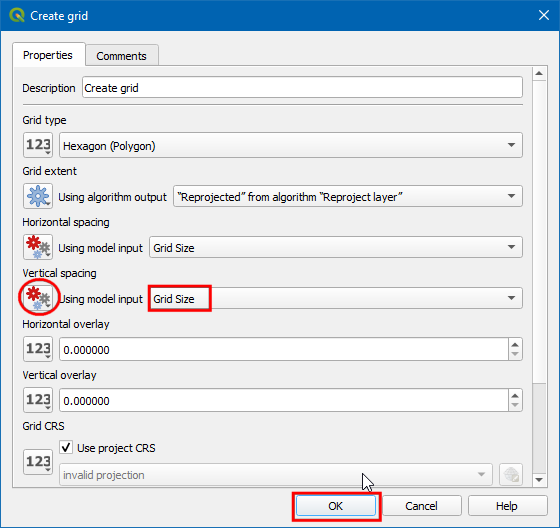 Create grid
Properties
Comments
Description Create grid
Grid type
123 Hexagon (Polygon)
Grid extent
Using algorithm output "Reprojected" from algorithm "Reproject layer"
Horizontal spacing
Using model input Grid Size
Vertical spacing
Using model input Grid Size
Horizontal overlay
123 0.000000
Vertical overlay
123 0.000000
Grid CRS
Use project CRS
123
invalid projection
OK Cancel Help